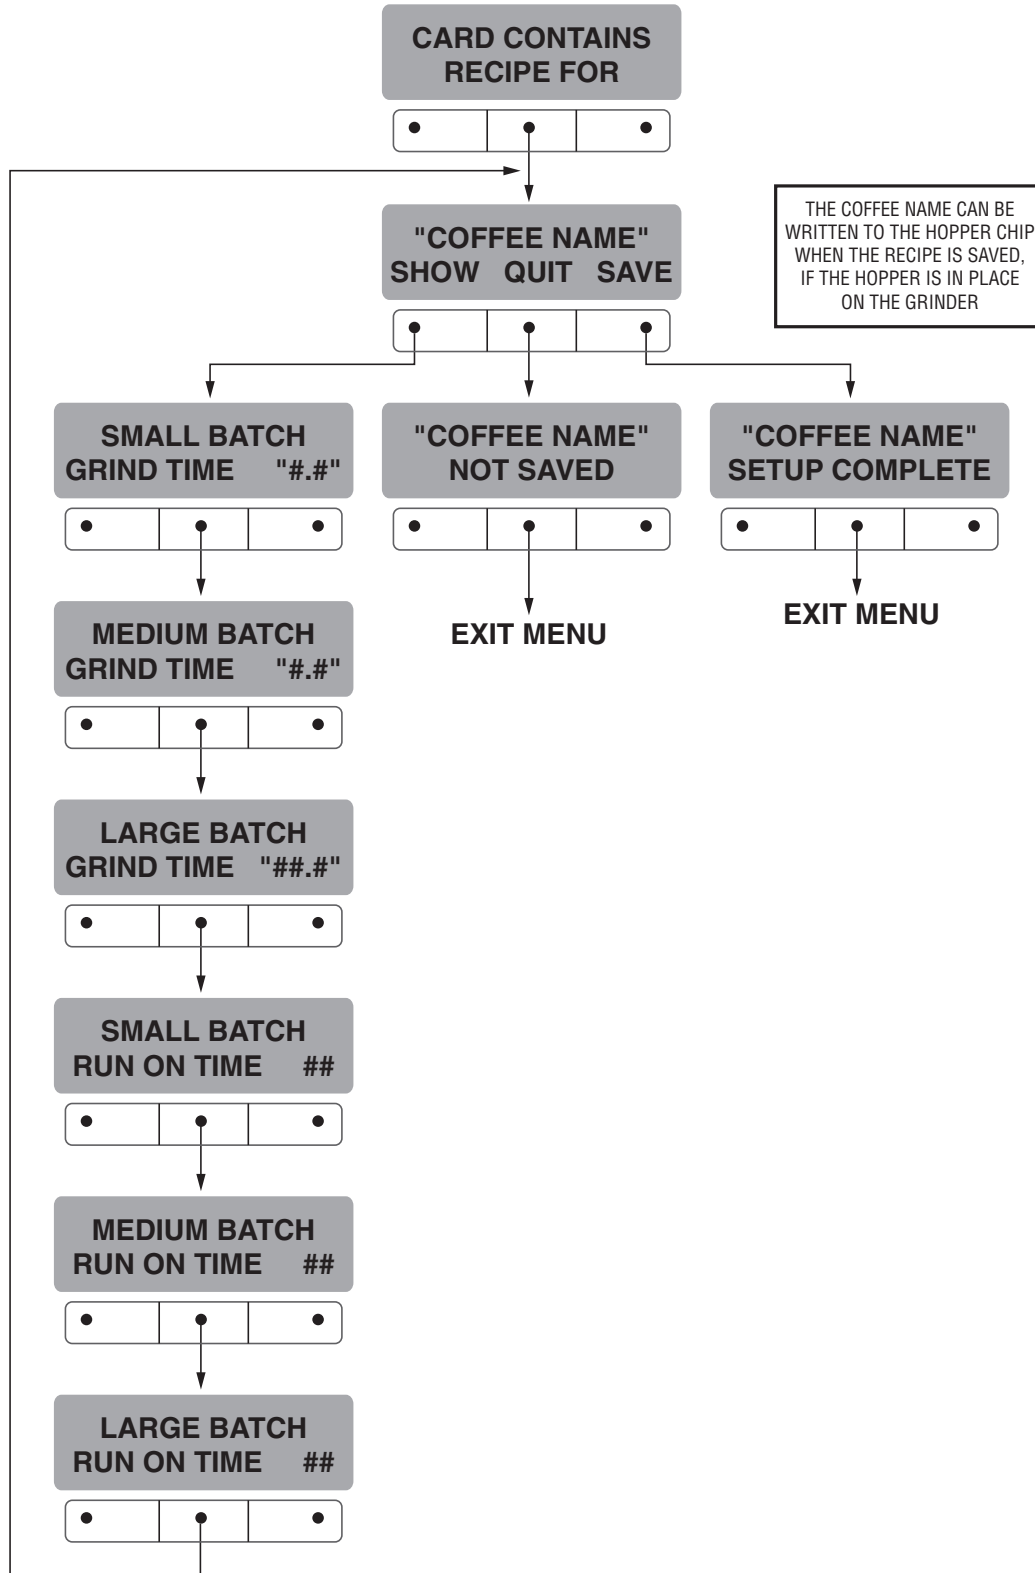 CARD CONTAINS
RECIPE FOR
THE COFFEE NAME CAN BE
WRITTEN TO THE HOPPER CHIP
WHEN THE RECIPE IS SAVED,
IF THE HOPPER IS IN PLACE
ON THE GRINDER
"COFFEE NAME"
SHOW QUIT SAVE
SMALL BATCH
GRIND TIME "#.#"
"COFFEE NAME"
NOT SAVED
"COFFEE NAME"
SETUP COMPLETE
EXIT MENU
EXIT MENU
MEDIUM BATCH
GRIND TIME "#.#"
LARGE BATCH
GRIND TIME "##.#"
SMALL BATCH
RUN ON TIME ##
MEDIUM BATCH
RUN ON TIME ##
LARGE BATCH
RUN ON TIME ##